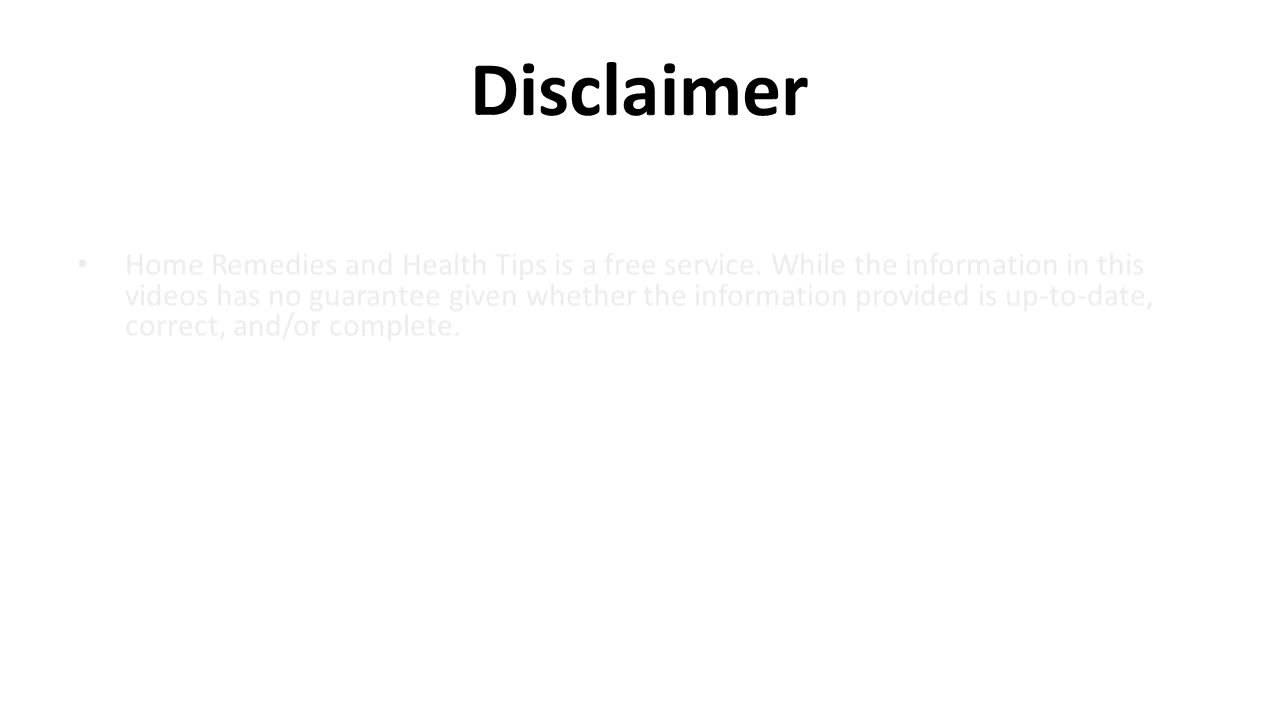 Disclaimer
• Home Remedies and Health Tips is a free service. While the information in this
videos has no guarantee given whether the information provided is up-to-date,
correct, and/or complete.